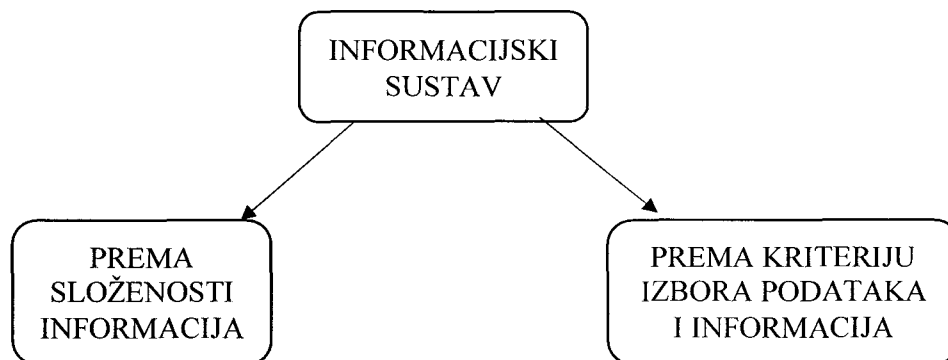 INFORMACIJSKI
SUSTAV
PREMA
SLOŽENOSTI
INFORMACIJA
PREMA KRITERIJU
IZBORA PODATAKA
I INFORMACIJA